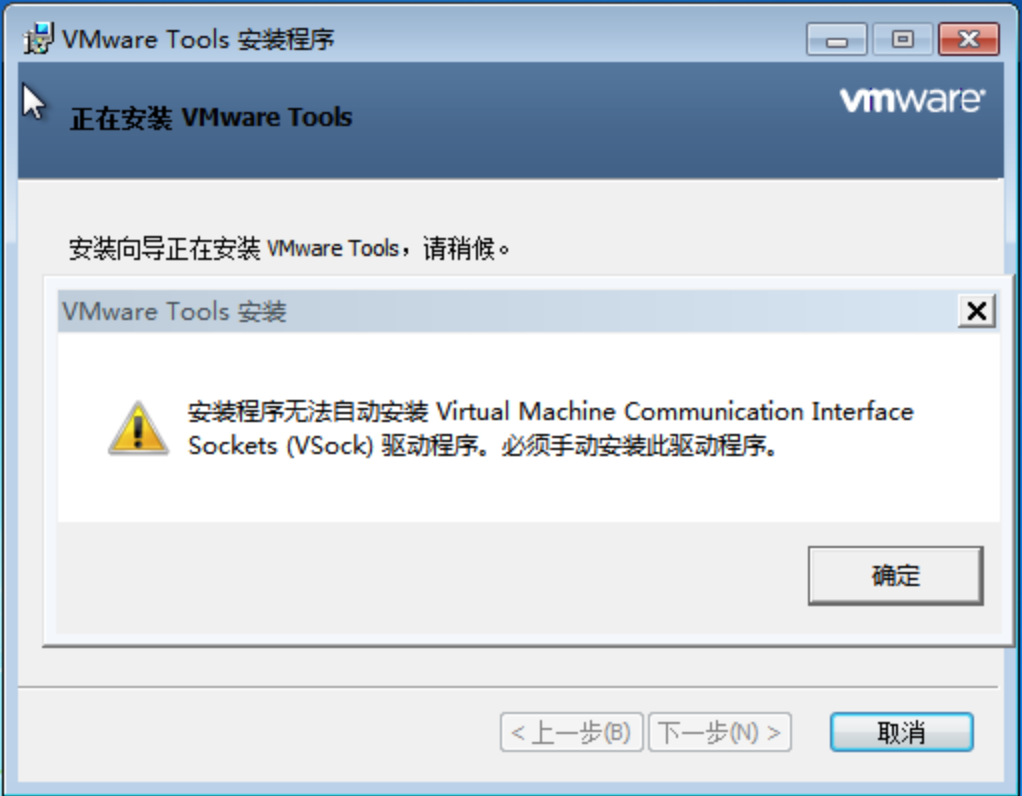 VMware Tools 安装程序
正在安装 VMware Tools
vmware
安装向导正在安装 VMware Tools，请稍候。
VMware Tools 安装
安装程序无法自动安装 Virtual Machine Communication Interface
Sockets (VSock) 驱动程序。必须手动安装此驱动程序。
确定
< 上一步(B) 下一步(N) > 取消